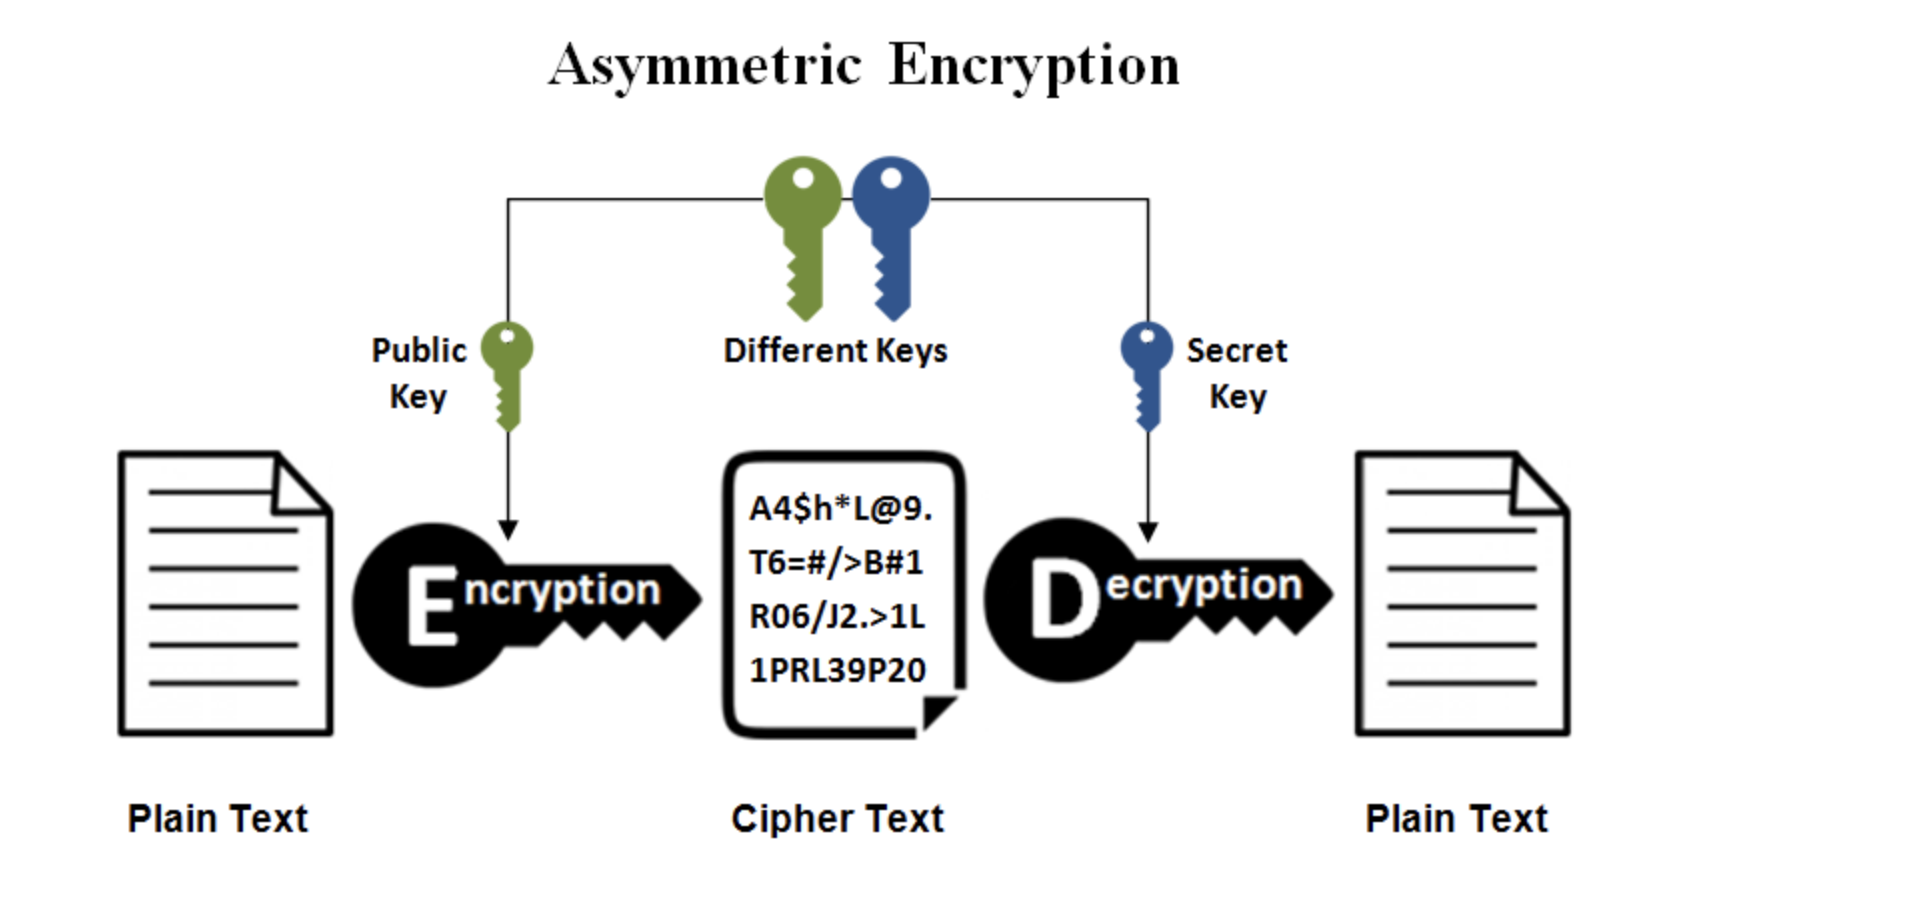 Asymmetric Encryption
Different Keys
Public
Key
Secret
Key
Encryption
A4$h*L@9.
T6=#/>B#1
R06/J2.>1L
1PRL39P20
Decryption
Plain Text
Cipher Text
Plain Text